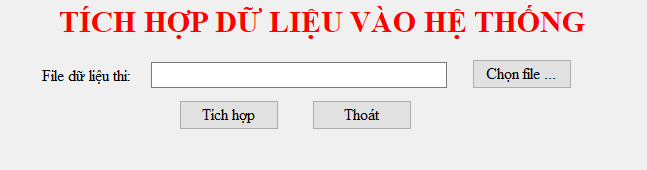 TÍCH HỢP DỮ LIỆU VÀO HỆ THỐNG
File dữ liệu thi: Chọn file ...
Tích hợp Thoát